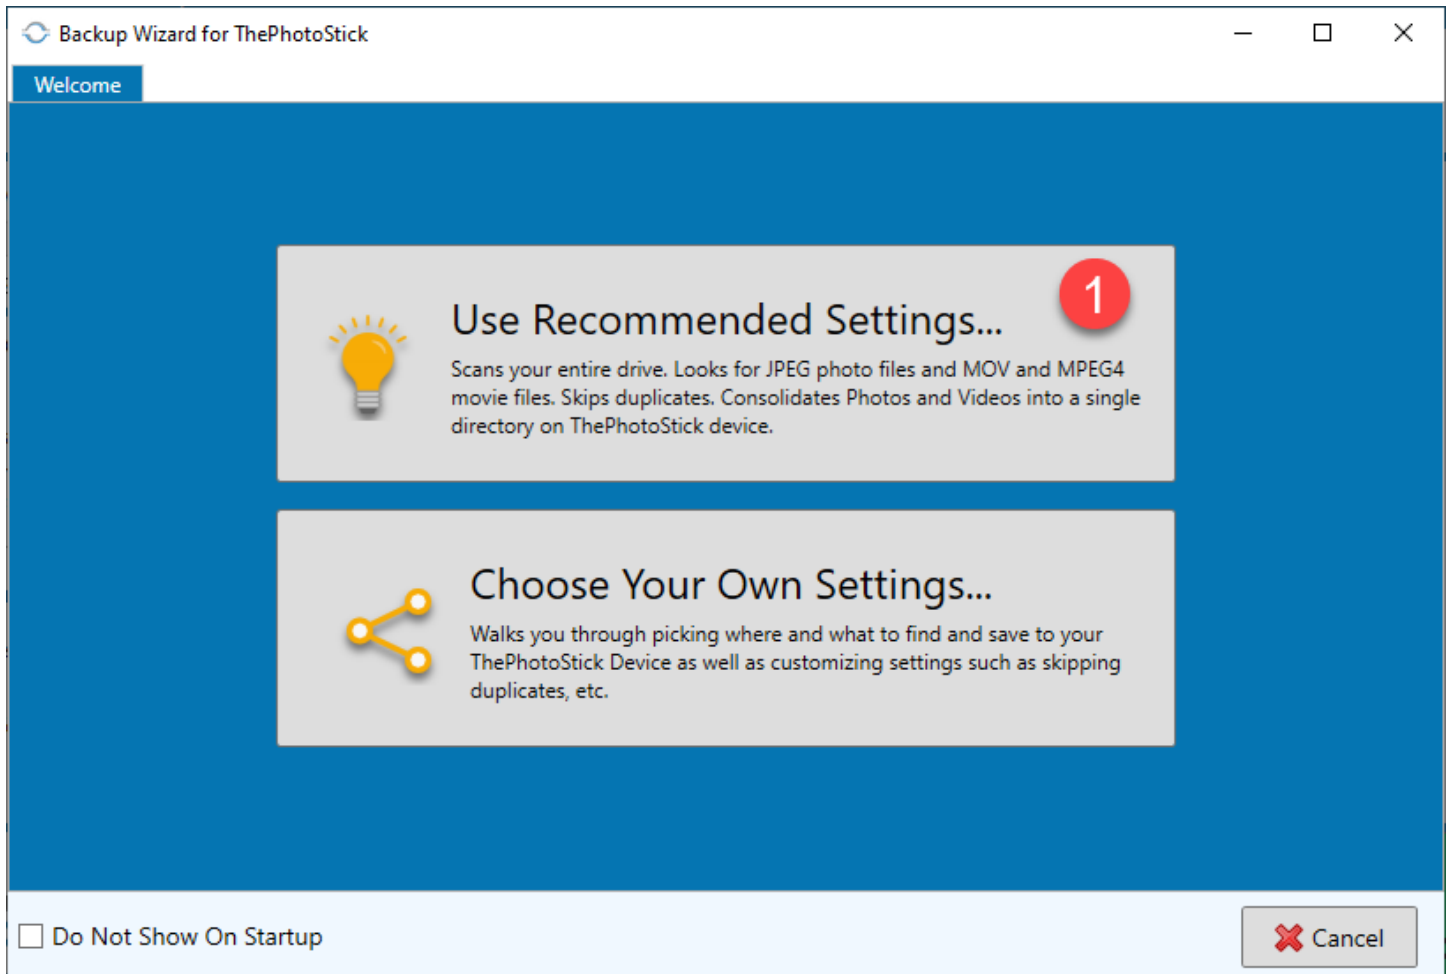 Backup Wizard for ThePhotoStick
Welcome
1
Use Recommended Settings...
Scans your entire drive. Looks for JPEG photo files and MOV and MPEG4
movie files. Skips duplicates. Consolidates Photos and Videos into a single
directory on ThePhotoStick device.
Choose Your Own Settings...
Walks you through picking where and what to find and save to your
ThePhotoStick Device as well as customizing settings such as skipping
duplicates, etc.
Do Not Show On Startup
Cancel